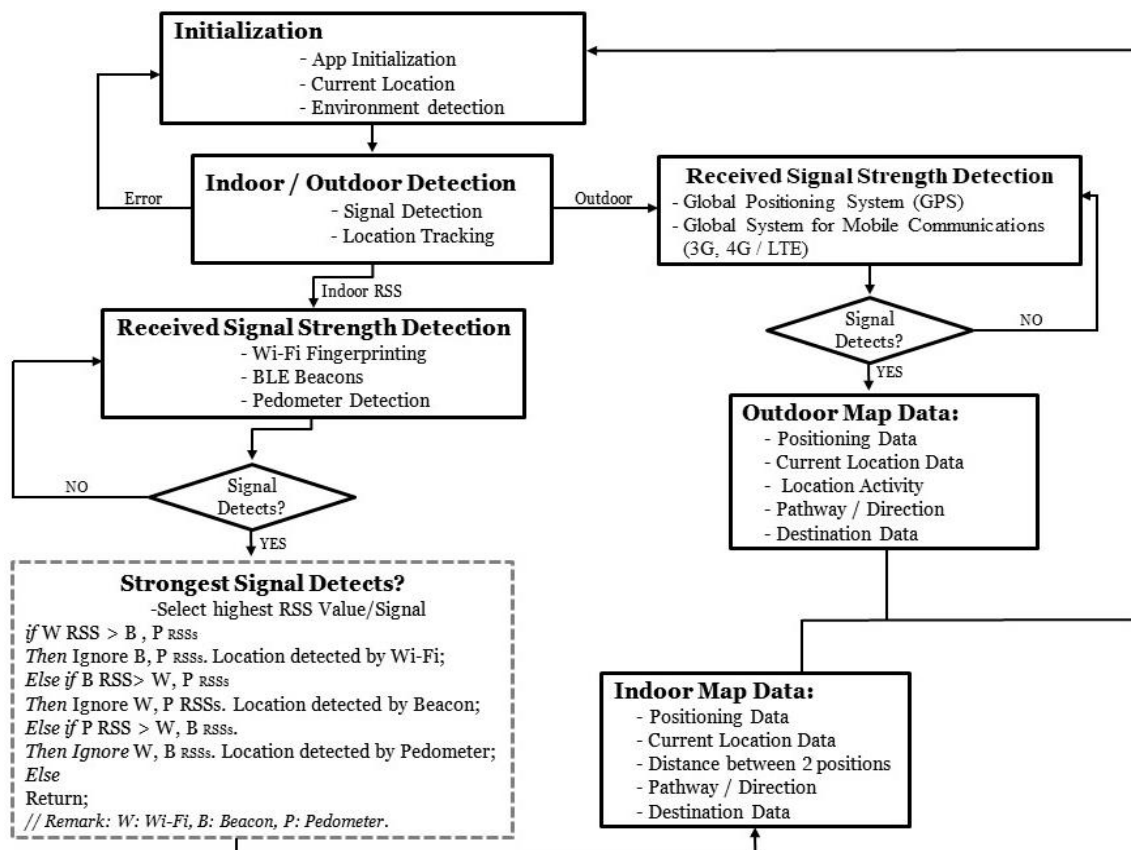 Initialization
- App Initialization
- Current Location
- Environment detection
Error
Indoor / Outdoor Detection
- Signal Detection
- Location Tracking
Outdoor
Received Signal Strength Detection
- Global Positioning System (GPS)
- Global System for Mobile Communications
(3G, 4G / LTE)
Signal
Detects?
NO
YES
Outdoor Map Data:
- Positioning Data
- Current Location Data
- Location Activity
- Pathway / Direction
- Destination Data
Indoor RSS
Received Signal Strength Detection
- Wi-Fi Fingerprinting
- BLE Beacons
- Pedometer Detection
Signal
Detects?
NO
YES
Strongest Signal Detects?
-Select highest RSS Value/Signal
if W RSS > B , P RSSs
Then Ignore B, P RSSs. Location detected by Wi-Fi;
Else if B RSS> W, P RSSs
Then Ignore W, P RSSs. Location detected by Beacon;
Else if P RSS > W, B RSSs.
Then Ignore W, B RSSs. Location detected by Pedometer;
Else
Return;
// Remark: W: Wi-Fi, B: Beacon, P: Pedometer.
Indoor Map Data:
- Positioning Data
- Current Location Data
- Distance between 2 positions
- Pathway / Direction
- Destination Data